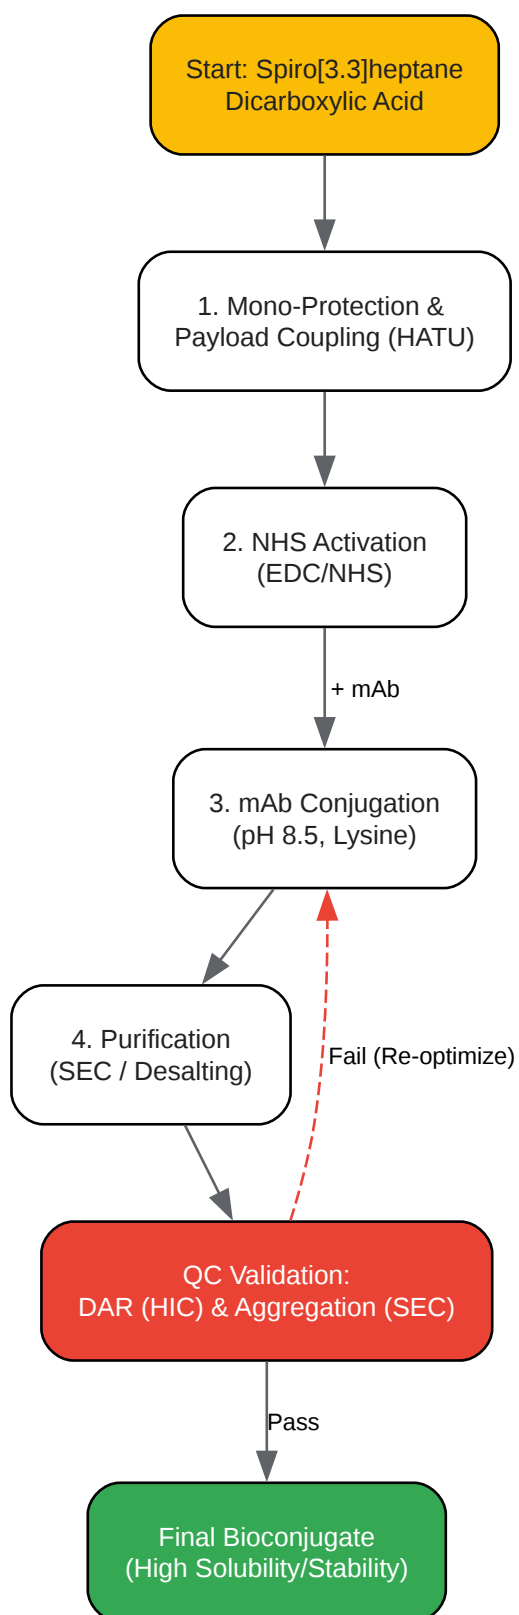 Start: Spiro[3.3]heptane
Dicarboxylic Acid
1. Mono-Protection &
Payload Coupling (HATU)
2. NHS Activation
(EDC/NHS)
+ mAb
3. mAb Conjugation
(pH 8.5, Lysine)
4. Purification
(SEC / Desalting)
Fail (Re-optimize)
QC Validation:
DAR (HIC) & Aggregation (SEC)
Pass
Final Bioconjugate
(High Solubility/Stability)